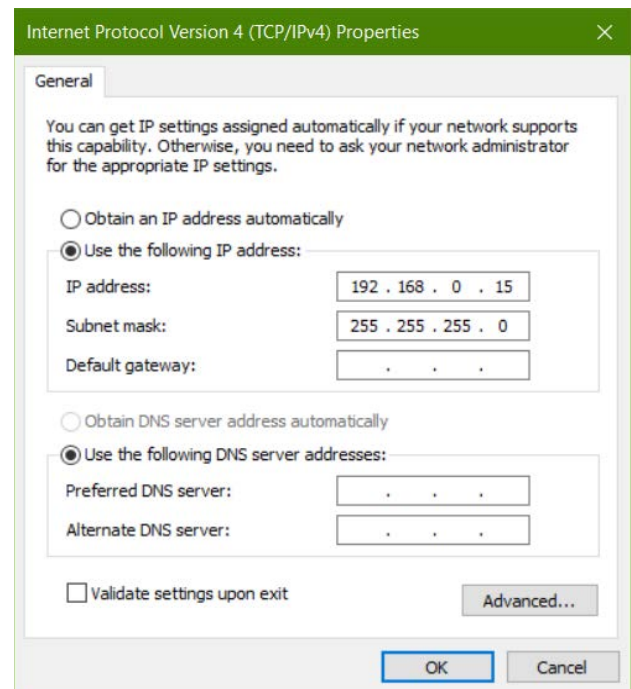 Internet Protocol Version 4 (TCP/IPv4) Properties
General
You can get IP settings assigned automatically if your network supports
this capability. Otherwise, you need to ask your network administrator
for the appropriate IP settings.
Obtain an IP address automatically
Use the following IP address:
IP address: 192 . 168 . 0 . 15
Subnet mask: 255 . 255 . 255 . 0
Default gateway: . . .
Obtain DNS server address automatically
Use the following DNS server addresses:
Preferred DNS server: . . .
Alternate DNS server: . . .
Validate settings upon exit
Advanced...
OK Cancel